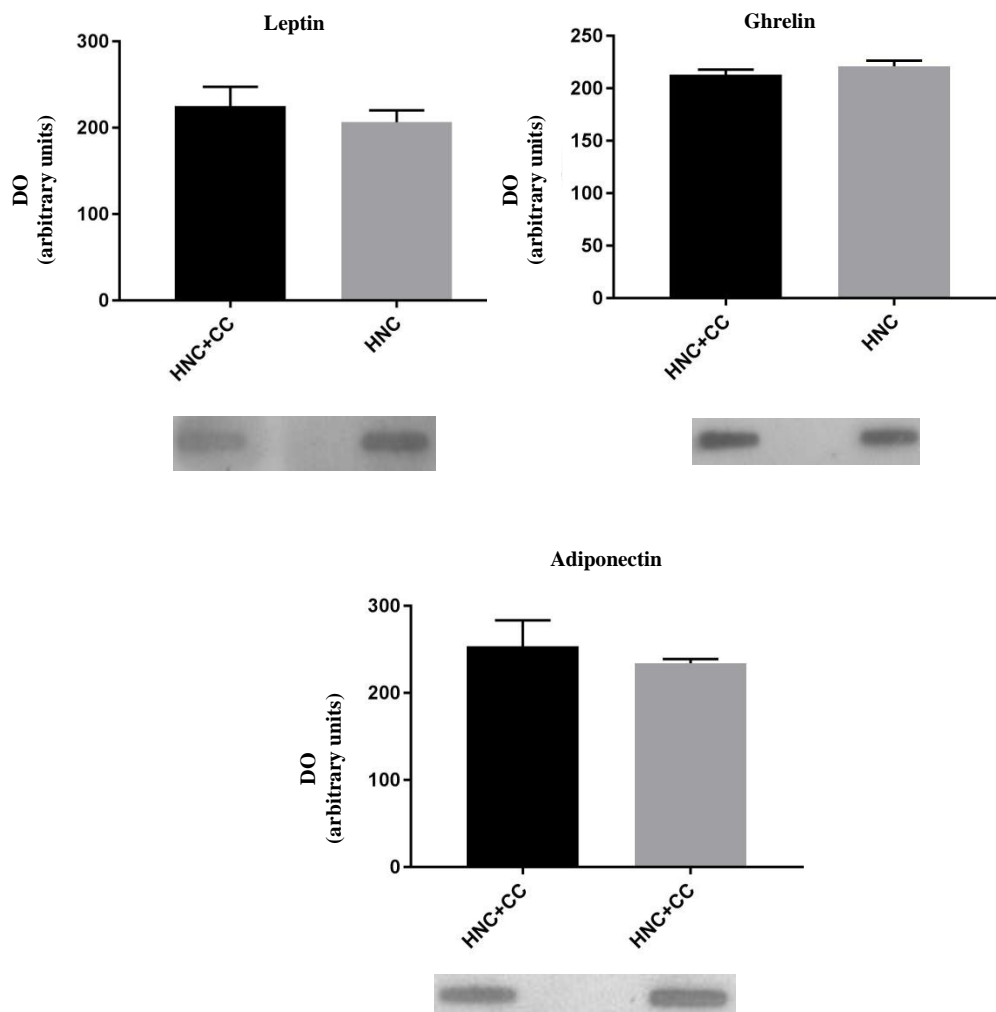 Leptin
300
200
100
0
DO
(arbitrary units)
HNC+CC
HNC
Ghrelin
250
200
150
100
50
0
DO
(arbitrary units)
HNC+CC
HNC
Adiponectin
300
200
100
0
DO
(arbitrary units)
HNC+CC
HNC+CC